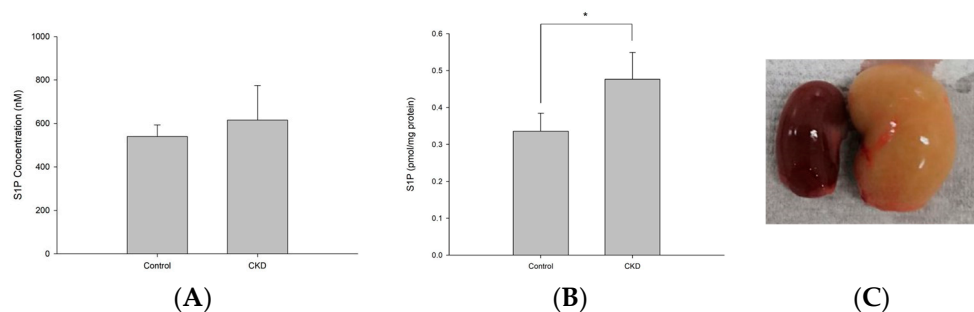 S1P Concentration (nM)
1000
800
600
400
200
0
Control
CKD
(A)
S1P (pmol/mg protein)
0.6
0.5
0.4
0.3
0.2
0.1
0.0
*
Control
CKD
(B)
(C)